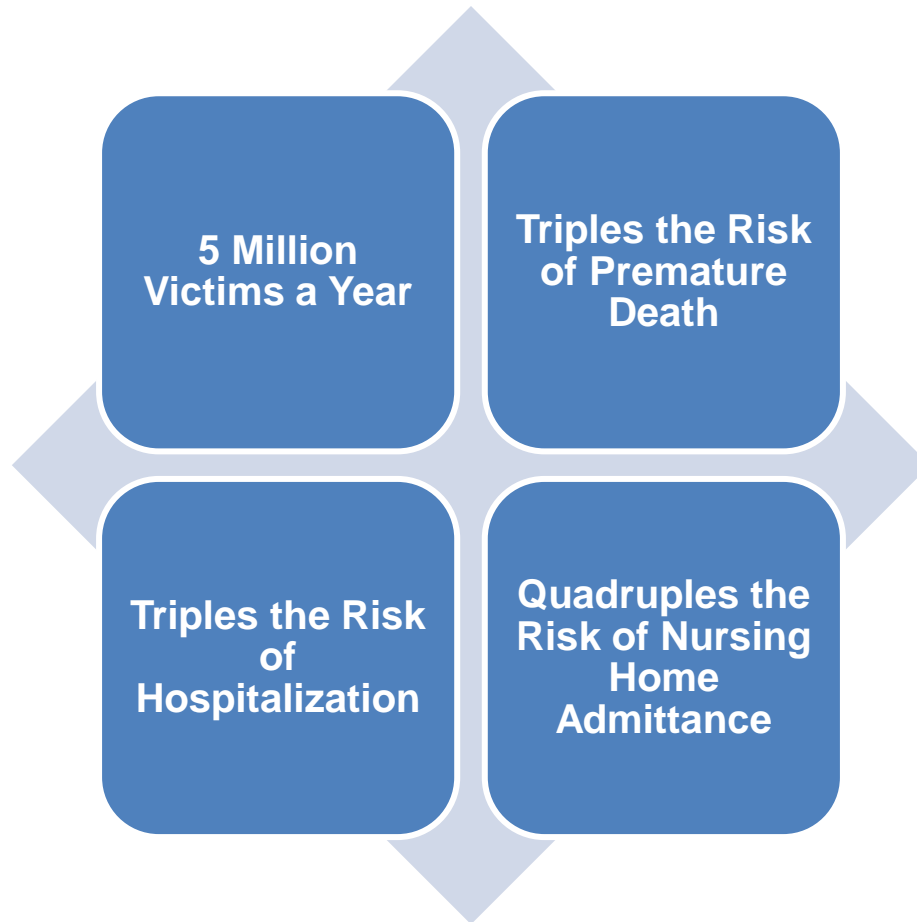 5 Million
Victims a Year
Triples the Risk
of Premature
Death
Triples the Risk
of
Hospitalization
Quadruples the
Risk of Nursing
Home
Admittance